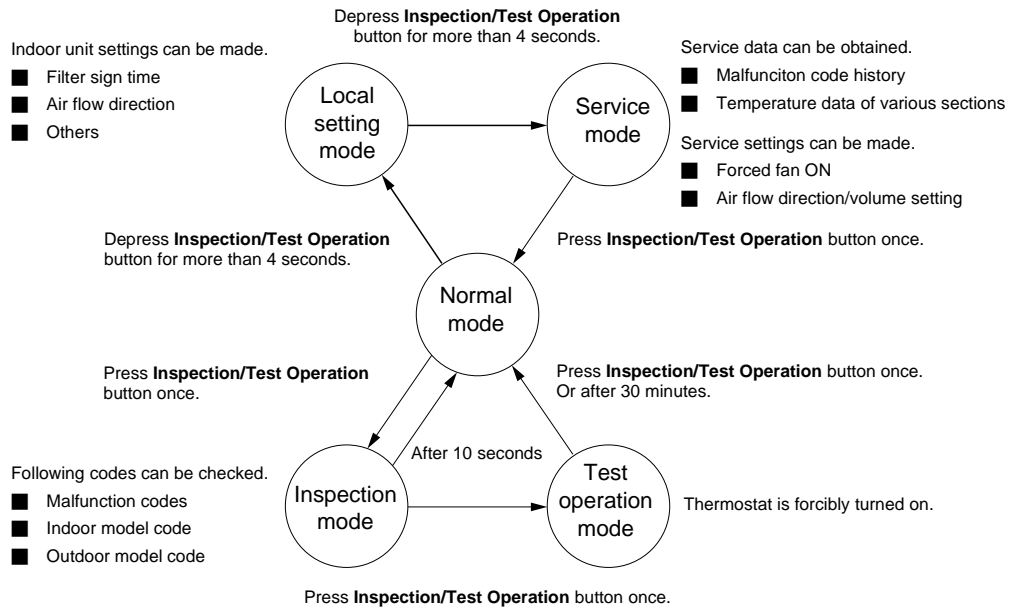 Depress Inspection/Test Operation
button for more than 4 seconds.
Indoor unit settings can be made.
Filter sign time
Air flow direction
Others
Local
setting
mode
Service
mode
Service data can be obtained.
Malfunciton code history
Temperature data of various sections
Service settings can be made.
Forced fan ON
Air flow direction/volume setting
Depress Inspection/Test Operation
button for more than 4 seconds.
Press Inspection/Test Operation button once.
Normal
mode
Press Inspection/Test Operation
button once.
Press Inspection/Test Operation button once.
Or after 30 minutes.
After 10 seconds
Following codes can be checked.
Malfunction codes
Indoor model code
Outdoor model code
Inspection
mode
Test
operation
mode
Thermostat is forcibly turned on.
Press Inspection/Test Operation button once.